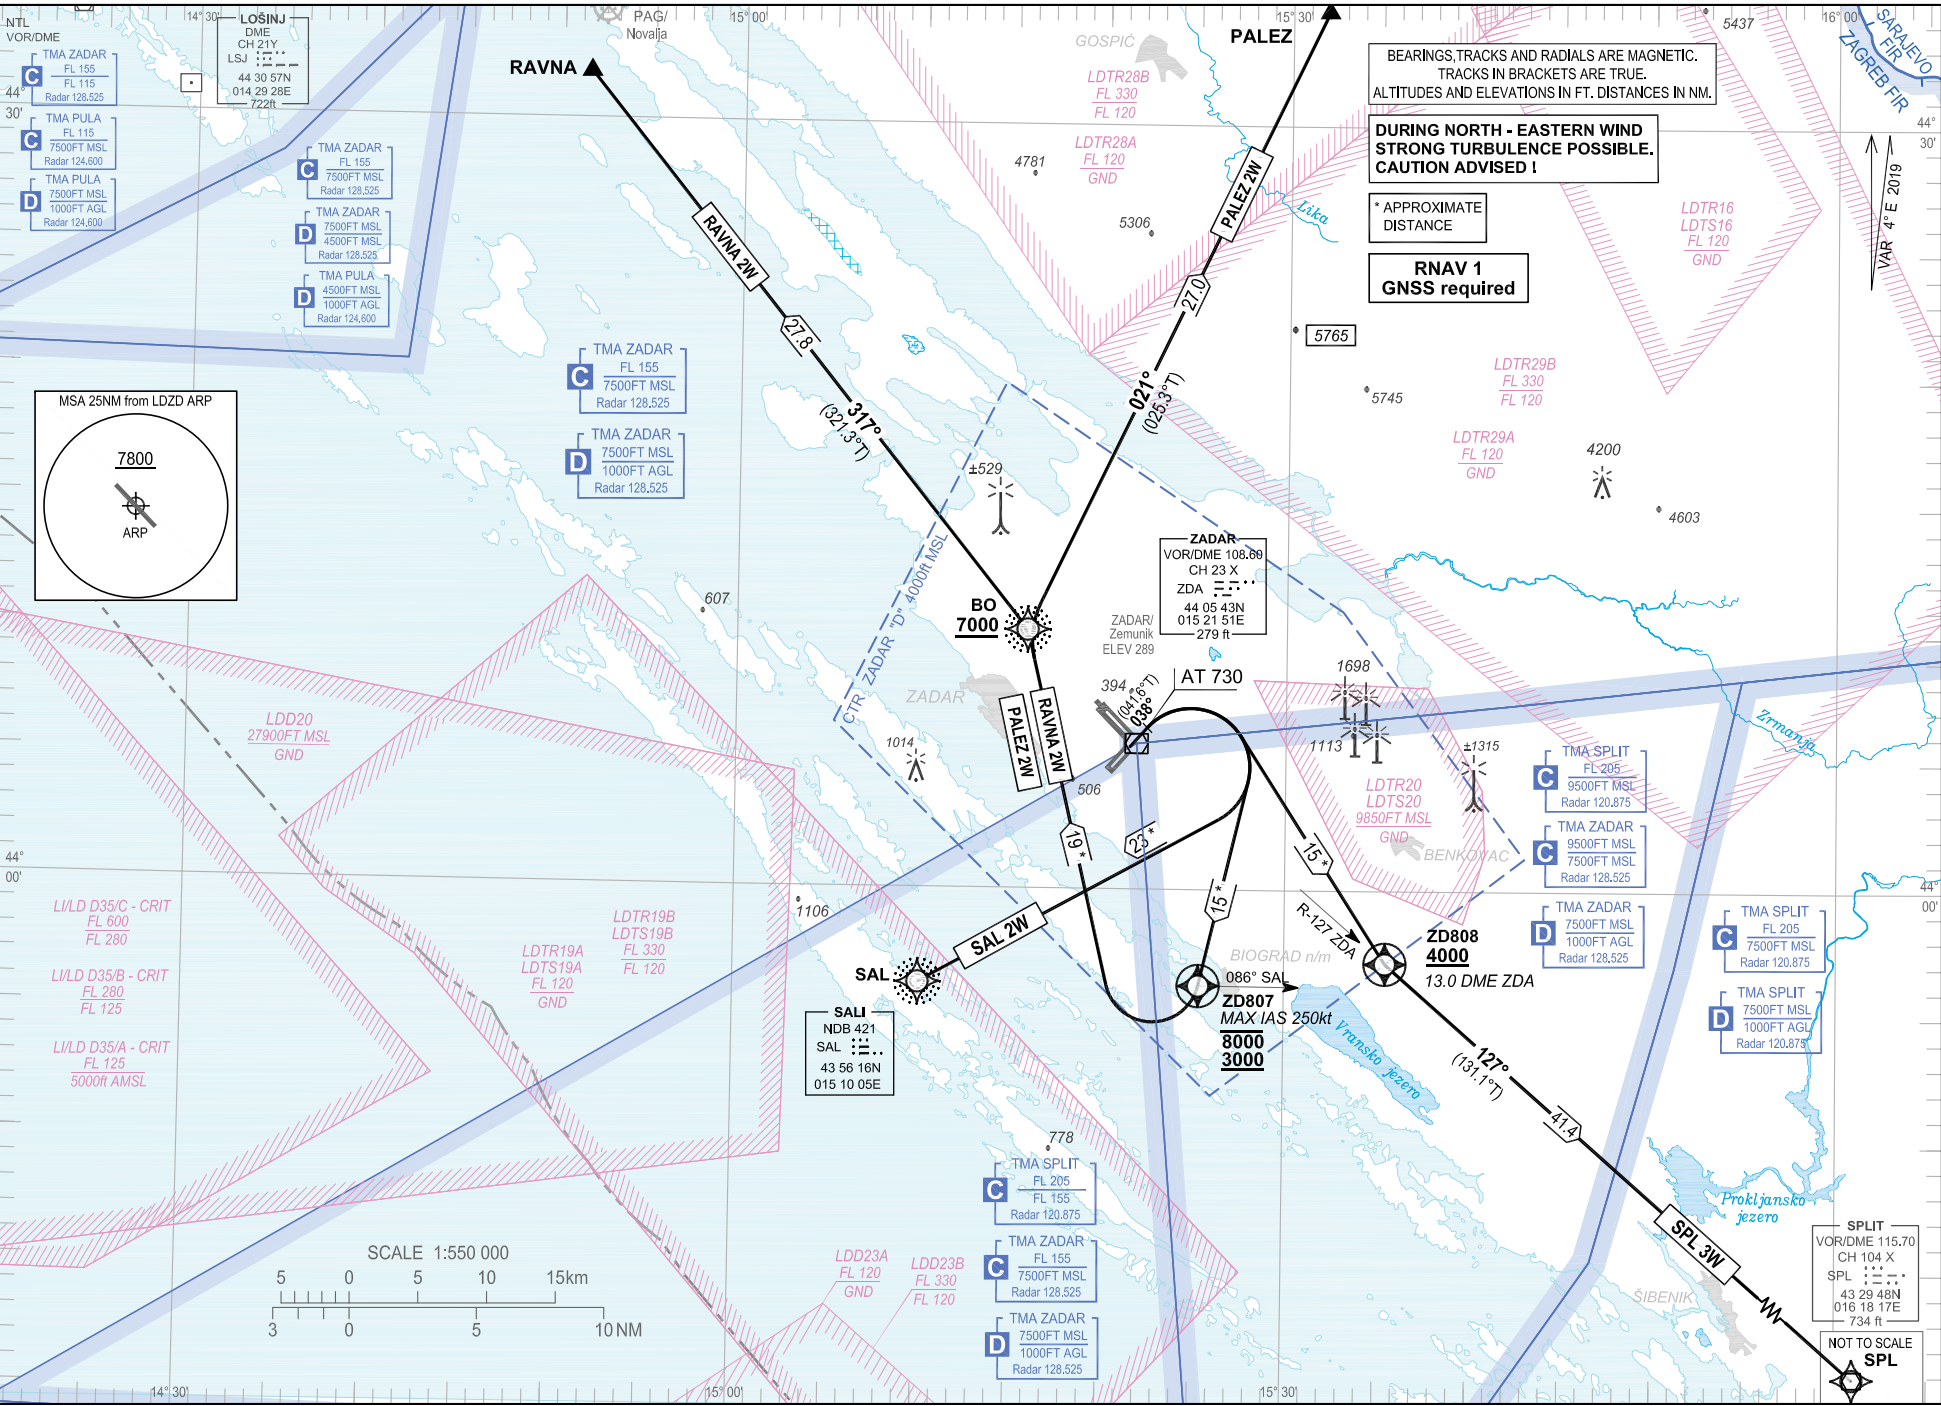 NTL
VOR/DME
TMA ZADAR
C
FL 155
FL 115
Radar 128.525
TMA PULA
C
FL 115
7500FT MSL
Radar 124.600
TMA PULA
D
7500FT MSL
1000FT AGL
Radar 124,600
44°
30'
14° 30'
LOŠINJ
DME
CH 21Y
LSJ
44 30 57N
014 29 28E
722ft
TMA ZADAR
C
FL 155
7500FT MSL
Radar 128,525
TMA ZADAR
D
7500FT MSL
4500FT MSL
Radar 128.525
TMA PULA
D
4500FT MSL
1000FT AGL
Radar 124,600
PAG/
Novalja
15° 00'
RAVNA
RAVNA 2W
27.8
317°
(321.3°T)
TMA ZADAR
C
FL 155
7500FT MSL
Radar 128.525
TMA ZADAR
D
7500FT MSL
1000FT AGL
Radar 128.525
MSA 25NM from LDZD ARP
7800
ARP
GOSPIĆ
LDTR28B
FL 330
FL 120
LDTR28A
FL 120
GND
4781
5306
PALEZ
15° 30'
PALEZ 2W
Lika
27.0
021°
(025.3°T)
5437
16° 00'
SARAJEVO
FIR
ZAGREB FIR
BEARINGS,TRACKS AND RADIALS ARE MAGNETIC.
TRACKS IN BRACKETS ARE TRUE.
ALTITUDES AND ELEVATIONS IN FT. DISTANCES IN NM.
DURING NORTH - EASTERN WIND
STRONG TURBULENCE POSSIBLE.
CAUTION ADVISED !
* APPROXIMATE
DISTANCE
RNAV 1
GNSS required
44°
30'
VAR 4° E 2019
LDTR16
LDTS16
FL 120
GND
5765
5745
LDTR29B
FL 330
FL 120
LDTR29A
FL 120
GND
4200
4603
±529
CTR ZADAR "D" 4000ft MSL
607
BO
7000
ZADAR
VOR/DME 108.60
CH 23 X
ZDA
44 05 43N
015 21 51E
279 ft
ZADAR/
Zemunik
ELEV 289
AT 730
394
(041.6°T)
038°
ZADAR
PALEZ 2W
RAVNA 2W
1014
506
19 *
23 *
15 *
15 *
1698
1113
±1315
LDTR20
LDTS20
9850FT MSL
GND
BENKOVAC
Zrmanja
TMA SPLIT
C
FL 205
9500FT MSL
Radar 120.875
TMA ZADAR
C
9500FT MSL
7500FT MSL
Radar 128.525
TMA ZADAR
D
7500FT MSL
1000FT AGL
Radar 128.525
TMA SPLIT
C
FL 205
7500FT MSL
Radar 120.875
TMA SPLIT
D
7500FT MSL
1000FT AGL
Radar 120.875
44°
00'
LDD20
27900FT MSL
GND
44°
00'
LI/LD D35/C - CRIT
FL 600
FL 280
LI/LD D35/B - CRIT
FL 280
FL 125
LI/LD D35/A - CRIT
FL 125
5000ft AMSL
LDTR19A
LDTS19A
FL 120
GND
LDTR19B
LDTS19B
FL 330
FL 120
1106
SAL
SAL 2W
SALI
NDB 421
SAL
43 56 16N
015 10 05E
BIOGRAD n/m
086° SAL
ZD807
MAX IAS 250kt
8000
3000
R-127 ZDA
ZD808
4000
13.0 DME ZDA
Vransko jezero
127°
(131.1°T)
41.4
778
TMA SPLIT
C
FL 205
FL 155
Radar 120.875
TMA ZADAR
C
FL 155
7500FT MSL
Radar 128.525
TMA ZADAR
D
7500FT MSL
1000FT AGL
Radar 128.525
LDD23A
FL 120
GND
LDD23B
FL 330
FL 120
SCALE 1:550 000
5 0 5 10 15km
3 0 5 10 NM
Prokljansko
jezero
SPL 3W
ŠIBENIK
SPLIT
VOR/DME 115.70
CH 104 X
SPL
43 29 48N
016 18 17E
734 ft
NOT TO SCALE
SPL
14° 30'
15° 00'
15° 30'
16° 00'